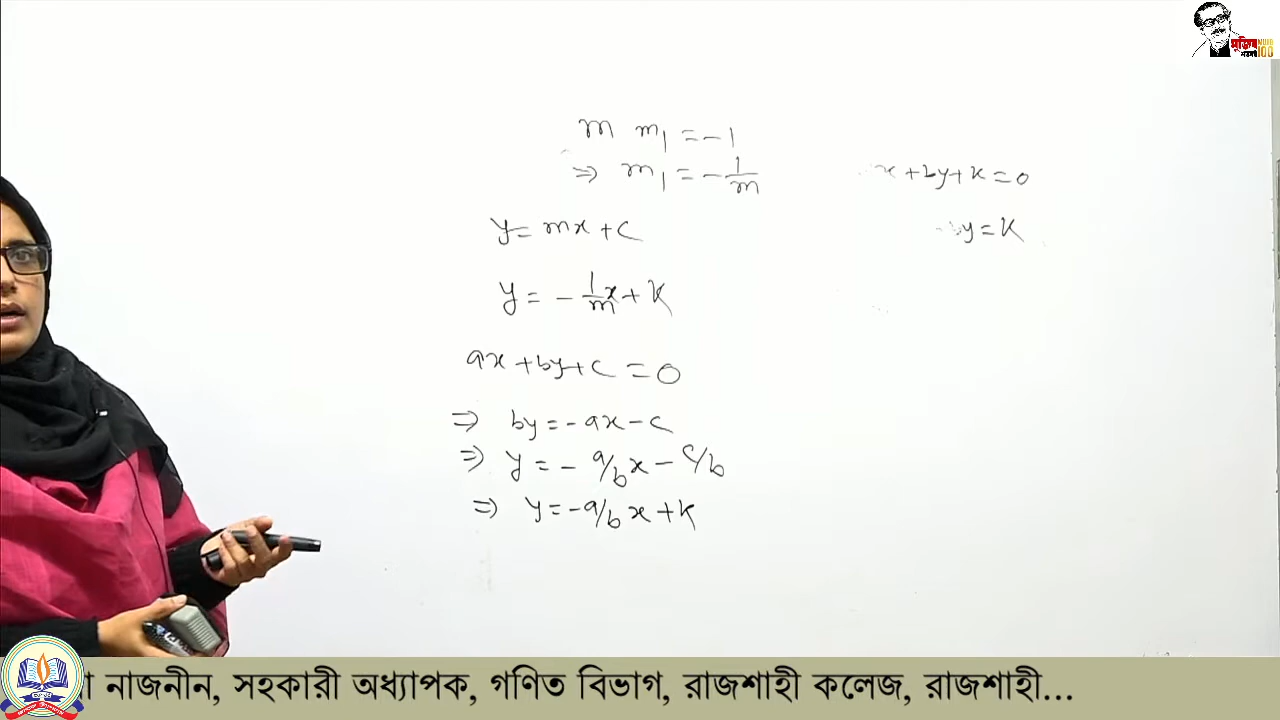 m m₁ = -1
⇒ m₁ = -1/m
y = mx + c
y = -1/m x + k
ax + by + c = 0
⇒ by = -ax - c
⇒ y = -a/b x - c/b
⇒ y = -a/b x + k
x + by + k = 0
by = k
মুজিব
100
নাজনীন, সহকারী অধ্যাপক, গণিত বিভাগ, রাজশাহী কলেজ, রাজশাহী...